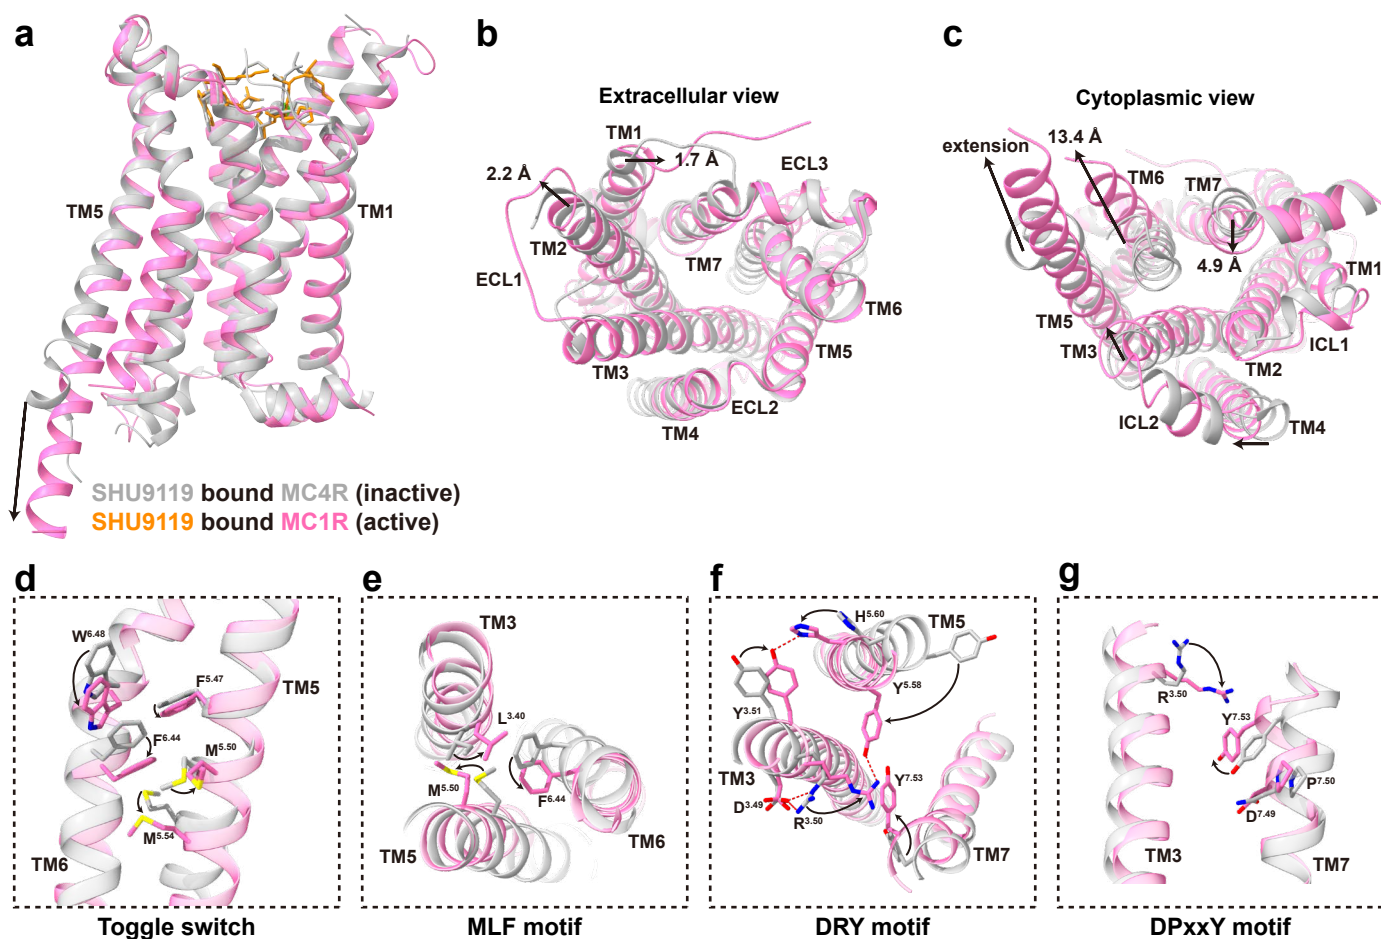 a
TM5
TM1
SHU9119 bound MC4R (inactive)
SHU9119 bound MC1R (active)
b
Extracellular view
TM1
1.7 Å
2.2 Å
ECL3
TM2
TM7
ECL1
TM6
TM5
TM3
ECL2
TM4
c
Cytoplasmic view
extension
13.4 Å
TM6
TM7
4.9 Å
TM1
TM5
TM3
ICL1
TM2
ICL2
TM4
d
W6.48
F5.47
TM5
F6.44
M5.50
M5.54
TM6
Toggle switch
e
TM3
L3.40
M5.50
F6.44
TM5
TM6
MLF motif
f
H5.60
TM5
Y5.58
Y3.51
TM3
Y7.53
D3.49
R3.50
TM7
DRY motif
g
R3.50
Y7.53
P7.50
D7.49
TM3
TM7
DPxxY motif